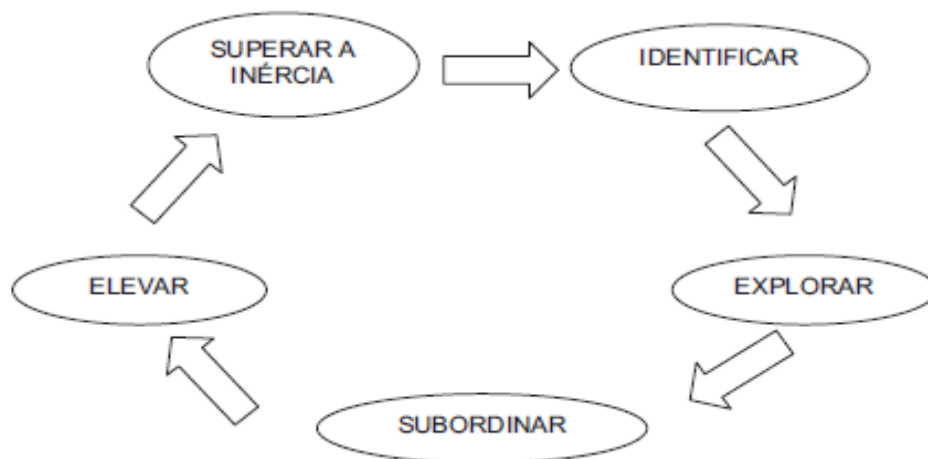 SUPERAR A
INÉRCIA
IDENTIFICAR
EXPLORAR
SUBORDINAR
ELEVAR